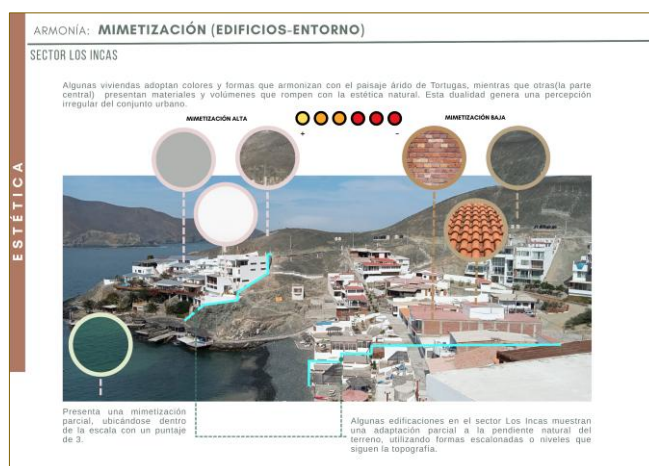 ARMONÍA: MIMETIZACIÓN (EDIFICIOS-ENTORNO)
SECTOR LOS INCAS
Algunas viviendas adoptan colores y formas que armonizan con el paisaje árido de Tortugas, mientras que otras(la parte
central) presentan materiales y volúmenes que rompen con la estética natural. Esta dualidad genera una percepción
irregular del conjunto urbano.
MIMETIZACIÓN ALTA
MIMETIZACIÓN BAJA
+ -
ESTÉTICA
Presenta una mimetización
parcial, ubicándose dentro
de la escala con un puntaje
de 3.
Algunas edificaciones en el sector Los Incas muestran
una adaptación parcial a la pendiente natural del
terreno, utilizando formas escalonadas o niveles que
siguen la topografía.